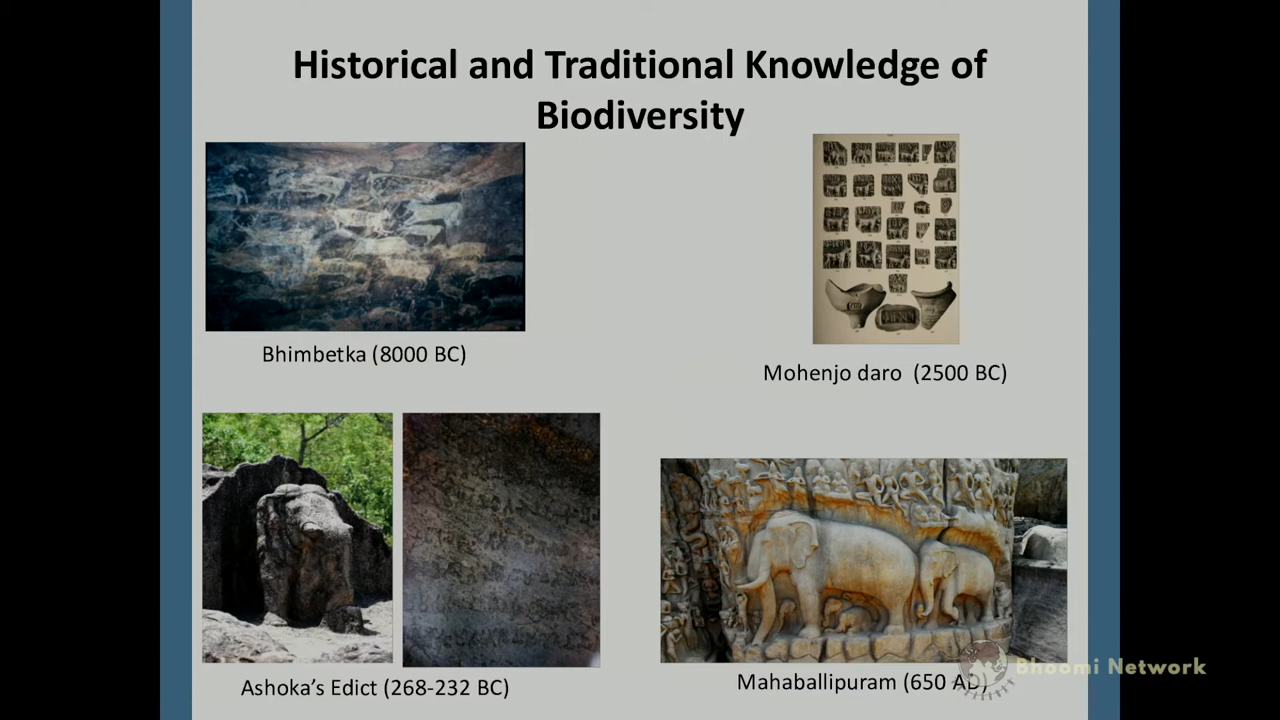 Historical and Traditional Knowledge of
Biodiversity
Bhimbetka (8000 BC)
Mohenjo daro (2500 BC)
Ashoka's Edict (268-232 BC)
Mahaballipuram (650 AD)
Bhoomi Network